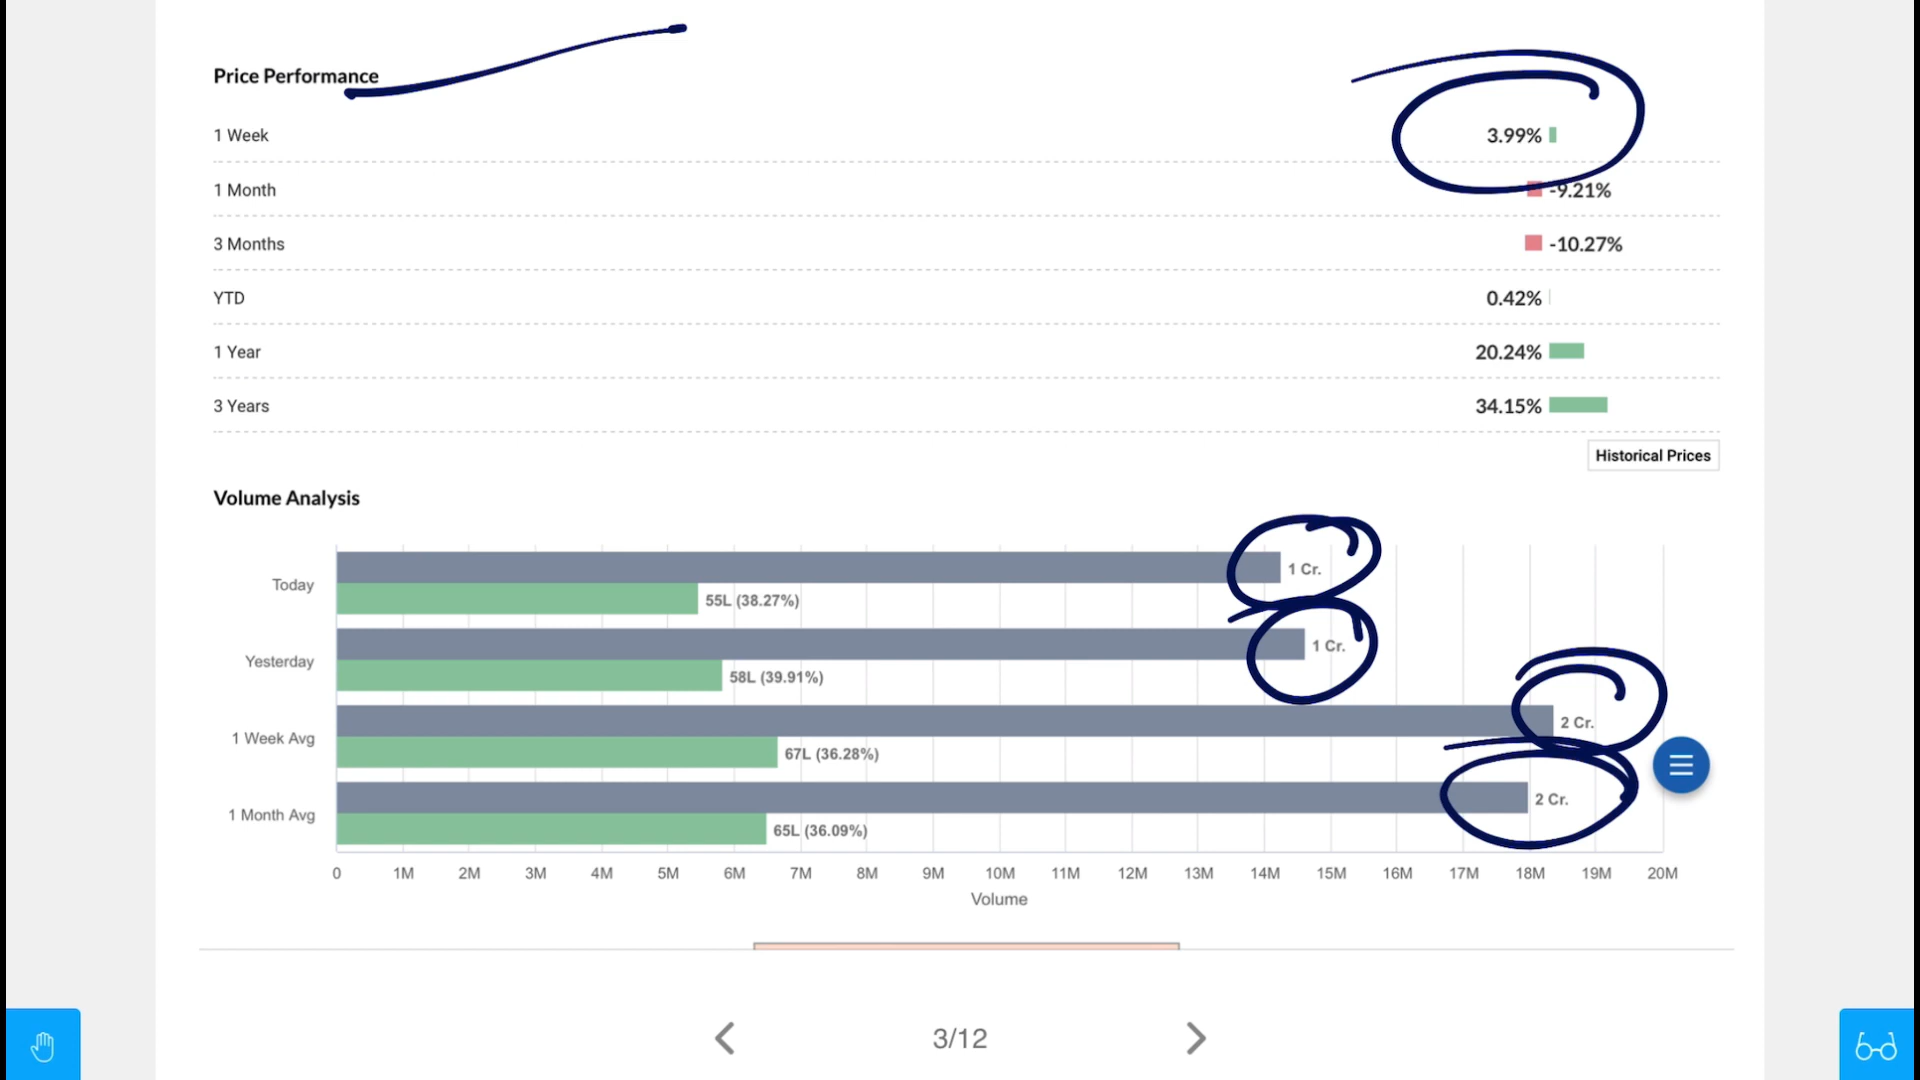 Price Performance
1 Week 3.99%
1 Month -9.21%
3 Months -10.27%
YTD 0.42%
1 Year 20.24%
3 Years 34.15%
Historical Prices
Volume Analysis
Today 1 Cr.
55L (38.27%)
Yesterday 1 Cr.
58L (39.91%)
1 Week Avg 2 Cr.
67L (36.28%)
1 Month Avg 2 Cr.
65L (36.09%)
0 1M 2M 3M 4M 5M 6M 7M 8M 9M 10M 11M 12M 13M 14M 15M 16M 17M 18M 19M 20M
Volume
3/12